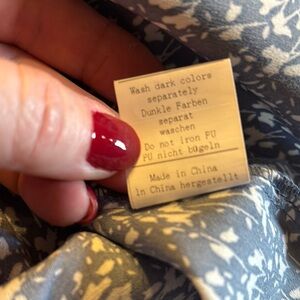 Wash dark colors
separately
Dunkle Farben
separat
waschen
Do not iron PU
PU nicht bügeln
Made in China
in China hergestellt